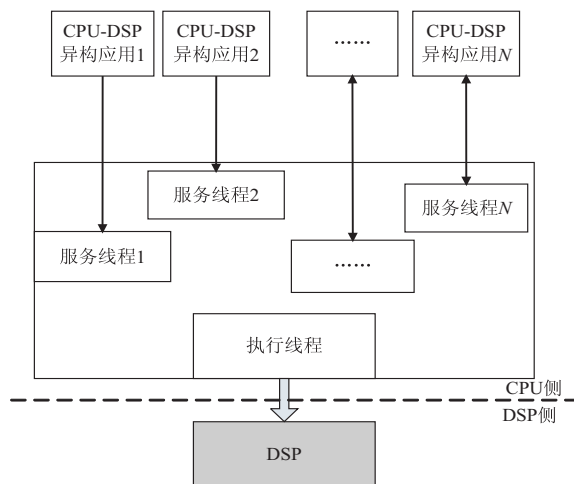 CPU-DSP
异构应用1
CPU-DSP
异构应用2
……
CPU-DSP
异构应用N
服务线程2
服务线程N
服务线程1
……
执行线程
CPU侧
DSP侧
DSP